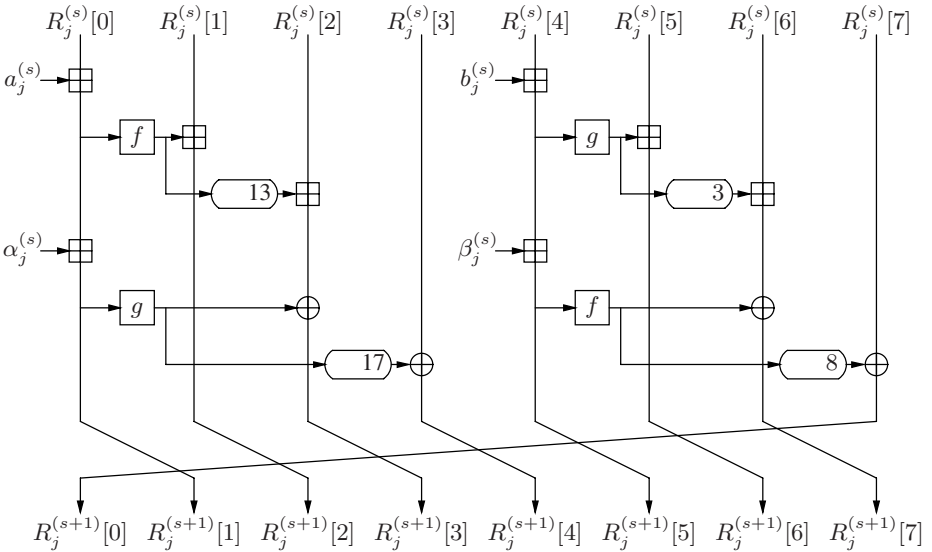 R_j^{(s)}[0] R_j^{(s)}[1] R_j^{(s)}[2] R_j^{(s)}[3] R_j^{(s)}[4] R_j^{(s)}[5] R_j^{(s)}[6] R_j^{(s)}[7]
a_j^{(s)} b_j^{(s)}
f g
13 3
α_j^{(s)} β_j^{(s)}
g f
17 8
R_j^{(s+1)}[0] R_j^{(s+1)}[1] R_j^{(s+1)}[2] R_j^{(s+1)}[3] R_j^{(s+1)}[4] R_j^{(s+1)}[5] R_j^{(s+1)}[6] R_j^{(s+1)}[7]